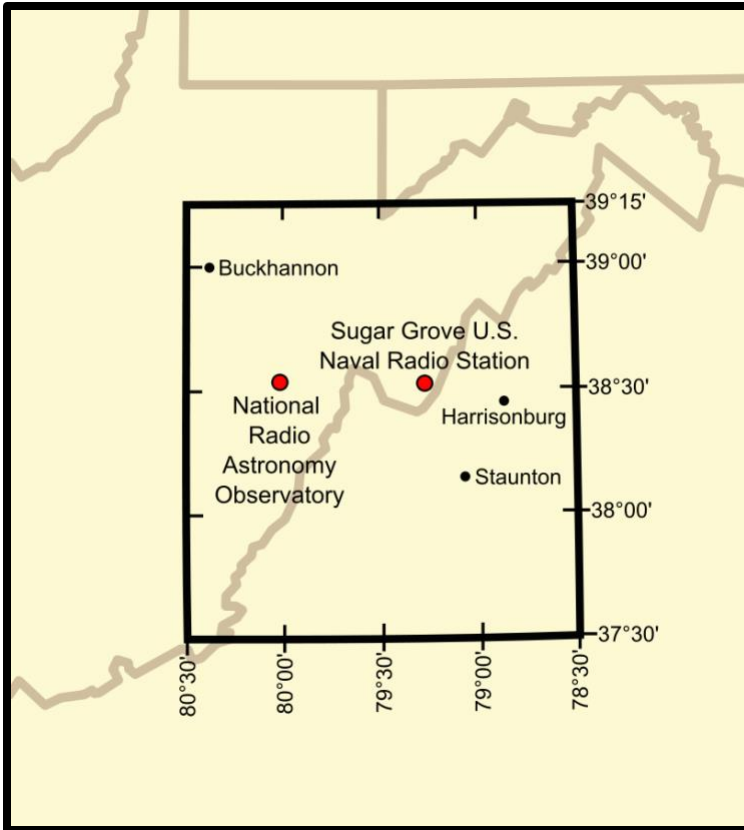 39°15'
39°00'
Buckhannon
Sugar Grove U.S.
Naval Radio Station
38°30'
National
Radio
Astronomy
Observatory
Harrisonburg
Staunton
38°00'
37°30'
80°30'
80°00'
79°30'
79°00'
78°30'